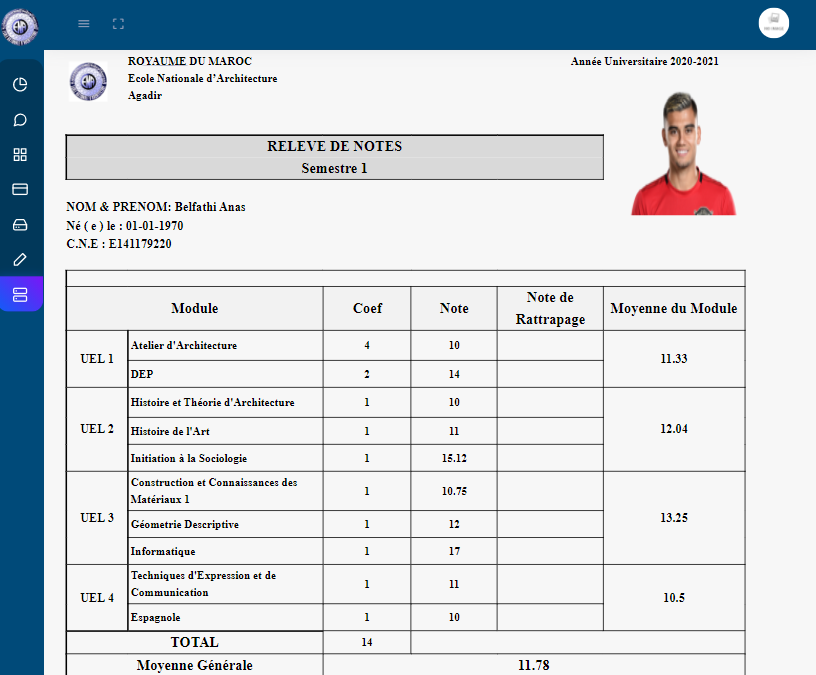 ROYAUME DU MAROC
Ecole Nationale d'Architecture
Agadir
Année Universitaire 2020-2021
RELEVE DE NOTES
Semestre 1
NOM & PRENOM: Belfathi Anas
Né ( e ) le : 01-01-1970
C.N.E : E141179220
Module Coef Note Note de Rattrapage Moyenne du Module
UEL 1
Atelier d'Architecture 4 10
DEP 2 14
11.33
UEL 2
Histoire et Théorie d'Architecture 1 10
Histoire de l'Art 1 11
Initiation à la Sociologie 1 15.12
12.04
UEL 3
Construction et Connaissances des
Matériaux 1 1 10.75
Géometrie Descriptive 1 12
Informatique 1 17
13.25
UEL 4
Techniques d'Expression et de
Communication 1 11
Espagnole 1 10
10.5
TOTAL 14
Moyenne Générale 11.78